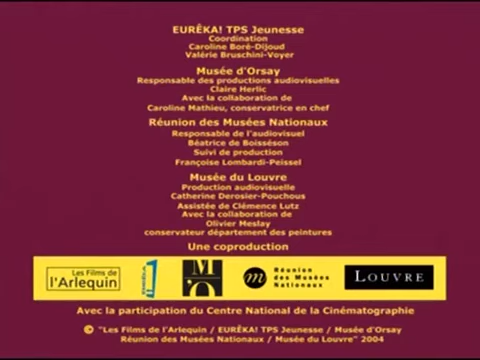 EURÊKA! TPS Jeunesse
Coordination
Caroline Boré-Dijoud
Valérie Bruschini-Voyer
Musée d'Orsay
Responsable des productions audiovisuelles
Claire Herlic
Avec la collaboration de
Caroline Mathieu, conservatrice en chef
Réunion des Musées Nationaux
Responsable de l'audiovisuel
Béatrice de Boisséson
Suivi de production
Françoise Lombardi-Peissel
Musée du Louvre
Production audiovisuelle
Catherine Derosier-Pouchous
Assistée de Clémence Lutz
Avec la collaboration de
Olivier Meslay
conservateur département des peintures
Une coproduction
Les Films de
l'Arlequin
MO
m
Réunion
des Musées
Nationaux
LOUVRE
Avec la participation du Centre National de la Cinématographie
© "Les Films de l'Arlequin / EURÊKA! TPS Jeunesse / Musée d'Orsay
Réunion des Musées Nationaux / Musée du Louvre" 2004